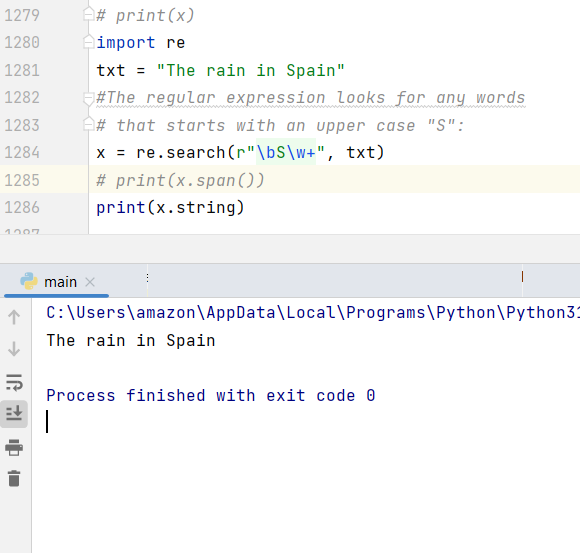 1279 # print(x)
1280 import re
1281 txt = "The rain in Spain"
1282 #The regular expression looks for any words
1283 # that starts with an upper case "S":
1284 x = re.search(r"\bS\w+", txt)
1285 # print(x.span())
1286 print(x.string)
1287
main
C:\Users\amazon\AppData\Local\Programs\Python\Python31
The rain in Spain
Process finished with exit code 0